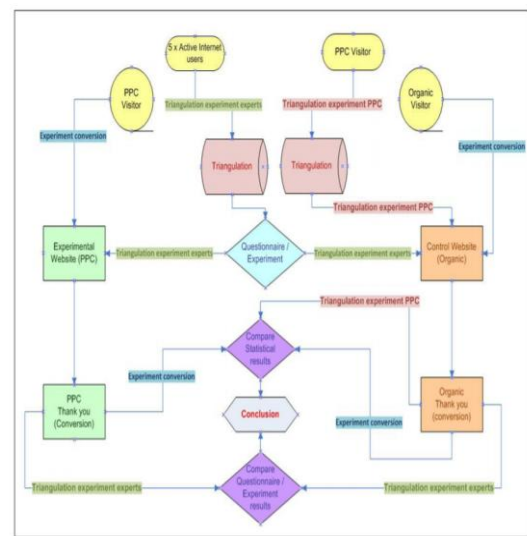 5 x Active Internet
users
PPC Visitor
PPC
Visitor
Organic
Visitor
Triangulation experiment experts
Triangulation experiment PPC
Experiment conversion
Experiment conversion
Triangulation
Triangulation
Triangulation experiment PPC
Experimental
Website (PPC)
Triangulation experiment experts
Questionnaire /
Experiment
Triangulation experiment experts
Control Website
(Organic)
Triangulation experiment PPC
Compare
Statistical
results
Experiment conversion
PPC
Thank you
(Conversion)
Conclusion
Organic
Thank you
(conversion)
Experiment conversion
Compare
Questionnaire /
Experiment
results
Triangulation experiment experts
Triangulation experiment experts